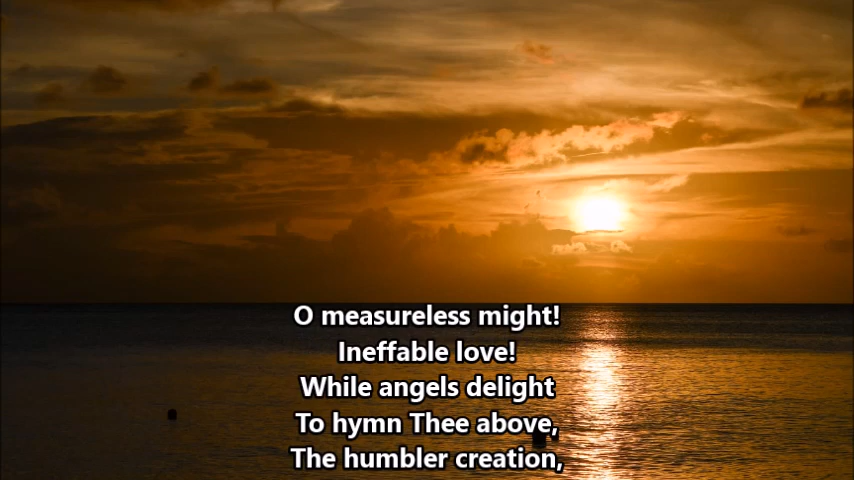 O measureless might!
Ineffable love!
While angels delight
To hymn Thee above,
The humbler creation,